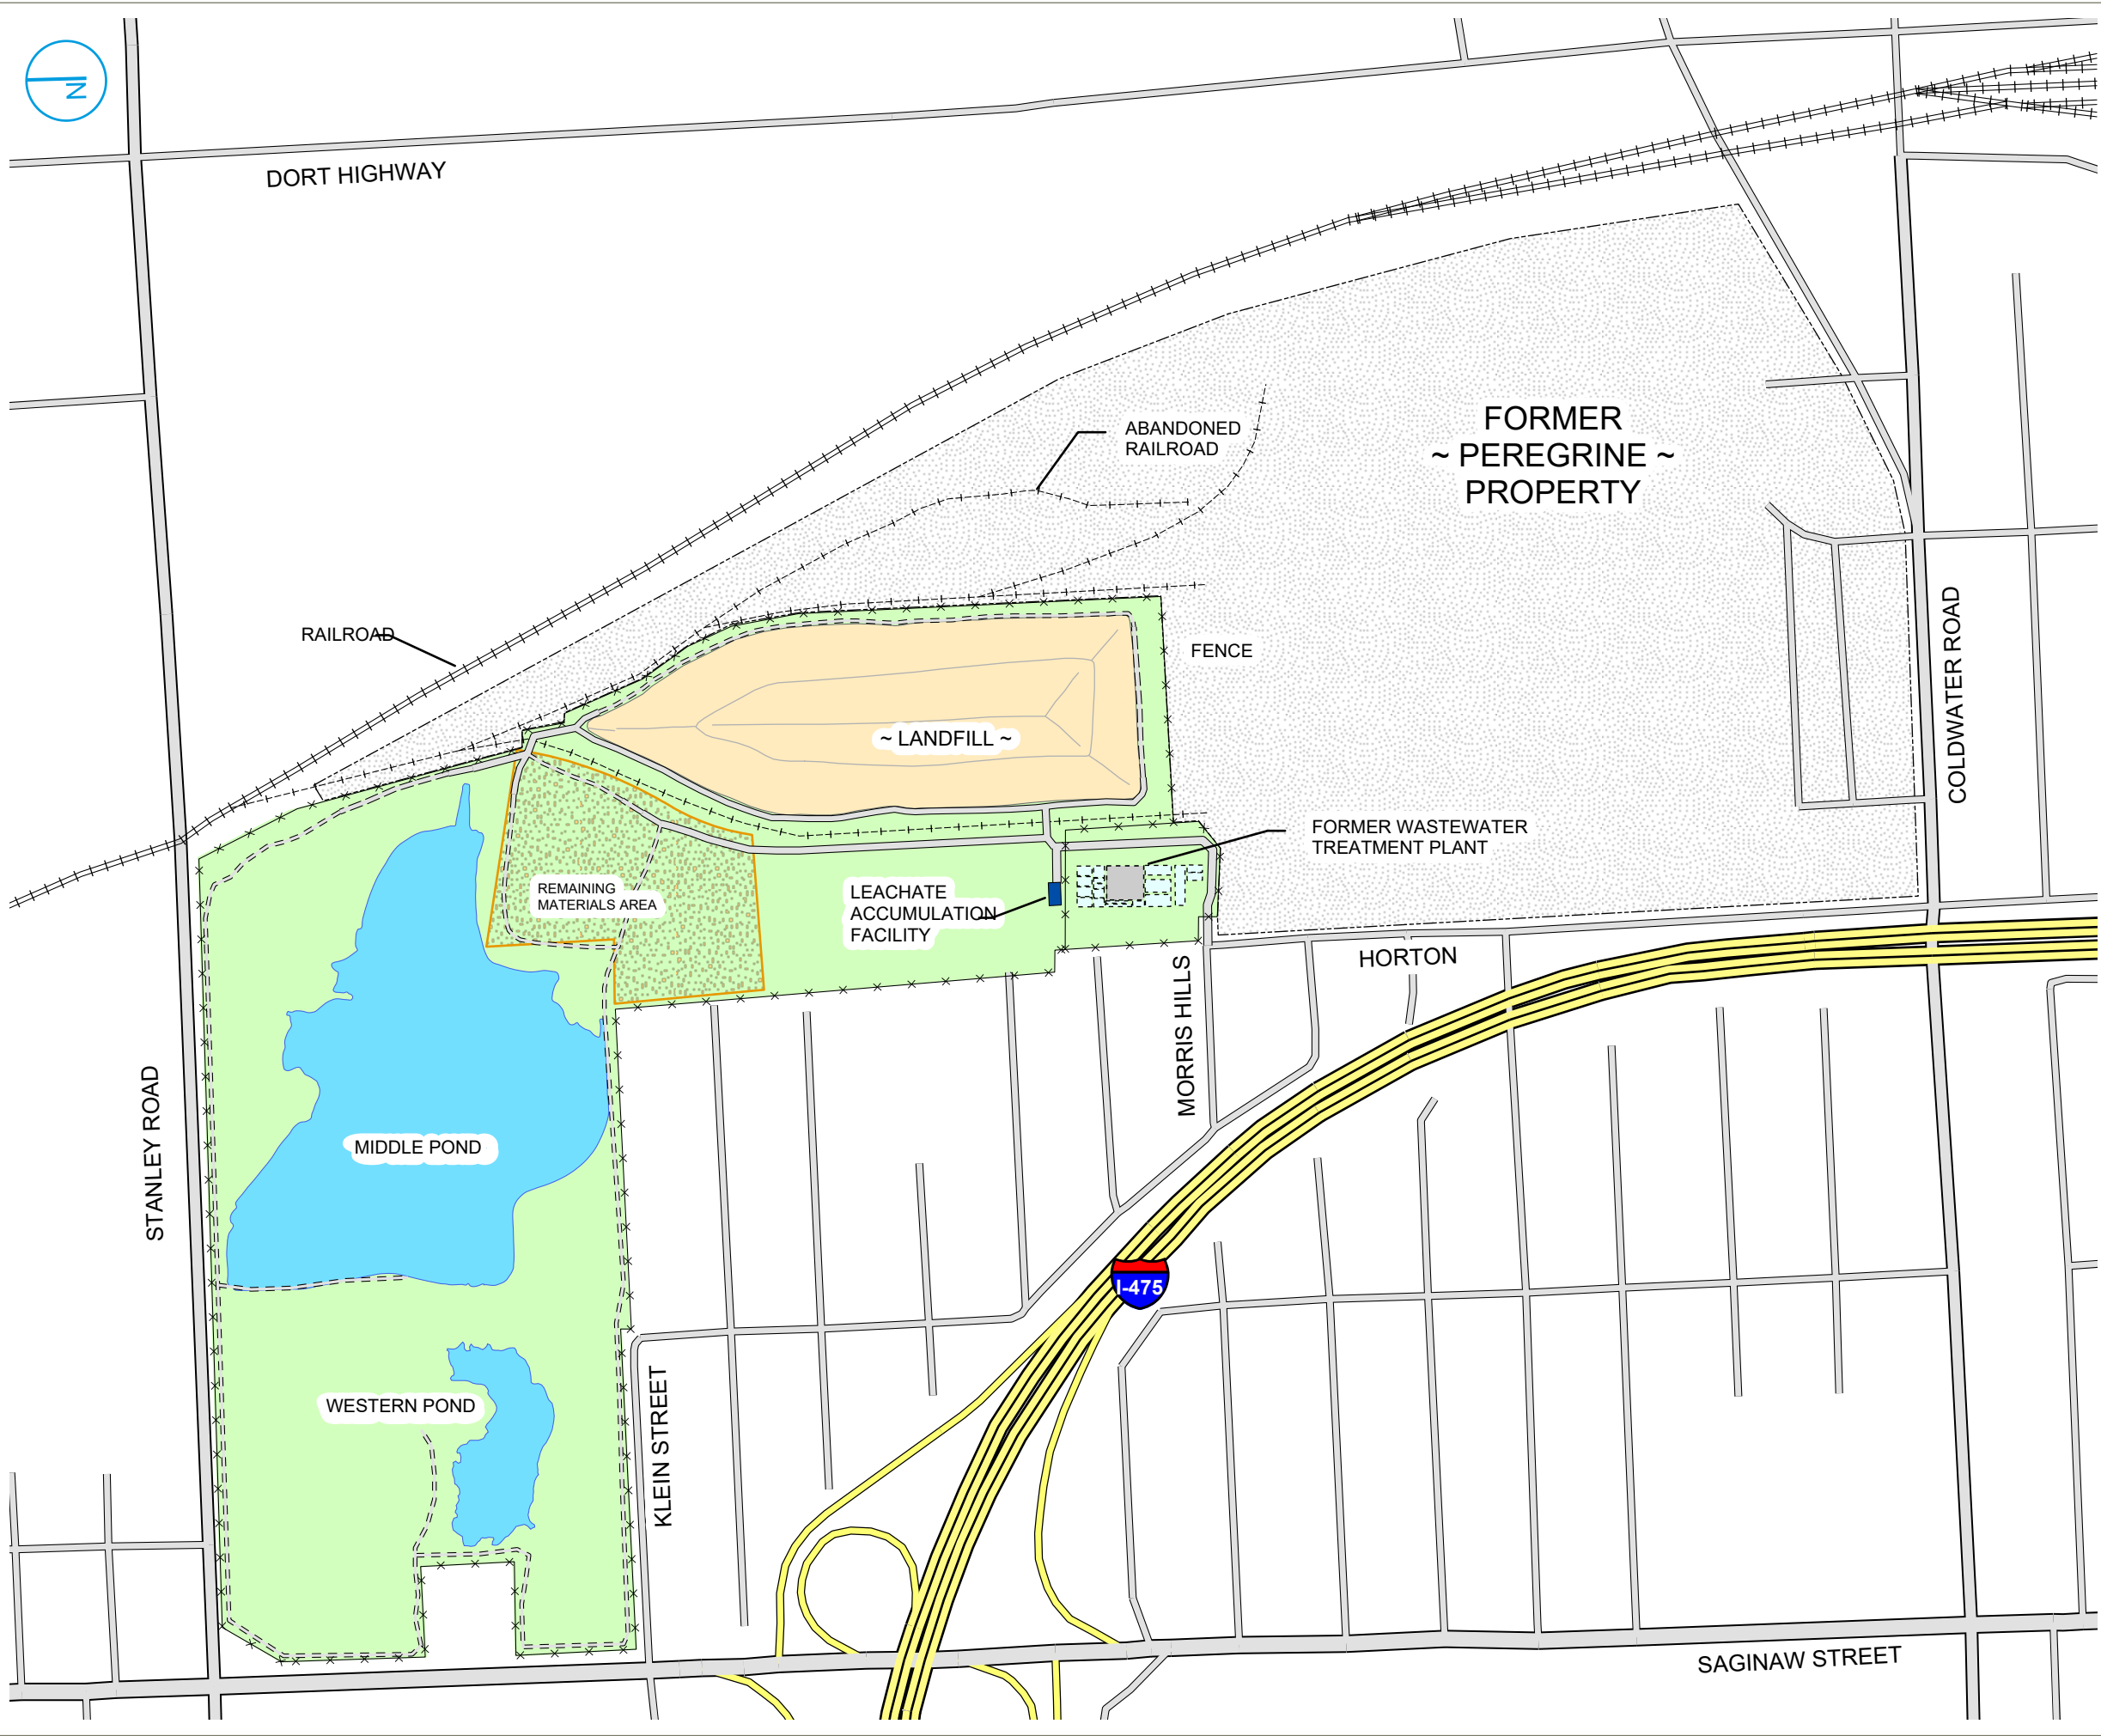 N
DORT HIGHWAY
ABANDONED
RAILROAD
FORMER
~ PEREGRINE ~
PROPERTY
RAILROAD
FENCE
~ LANDFILL ~
COLDWATER ROAD
FORMER WASTEWATER
TREATMENT PLANT
REMAINING
MATERIALS AREA
LEACHATE
ACCUMULATION
FACILITY
HORTON
MORRIS HILLS
STANLEY ROAD
MIDDLE POND
I-475
WESTERN POND
KLEIN STREET
SAGINAW STREET